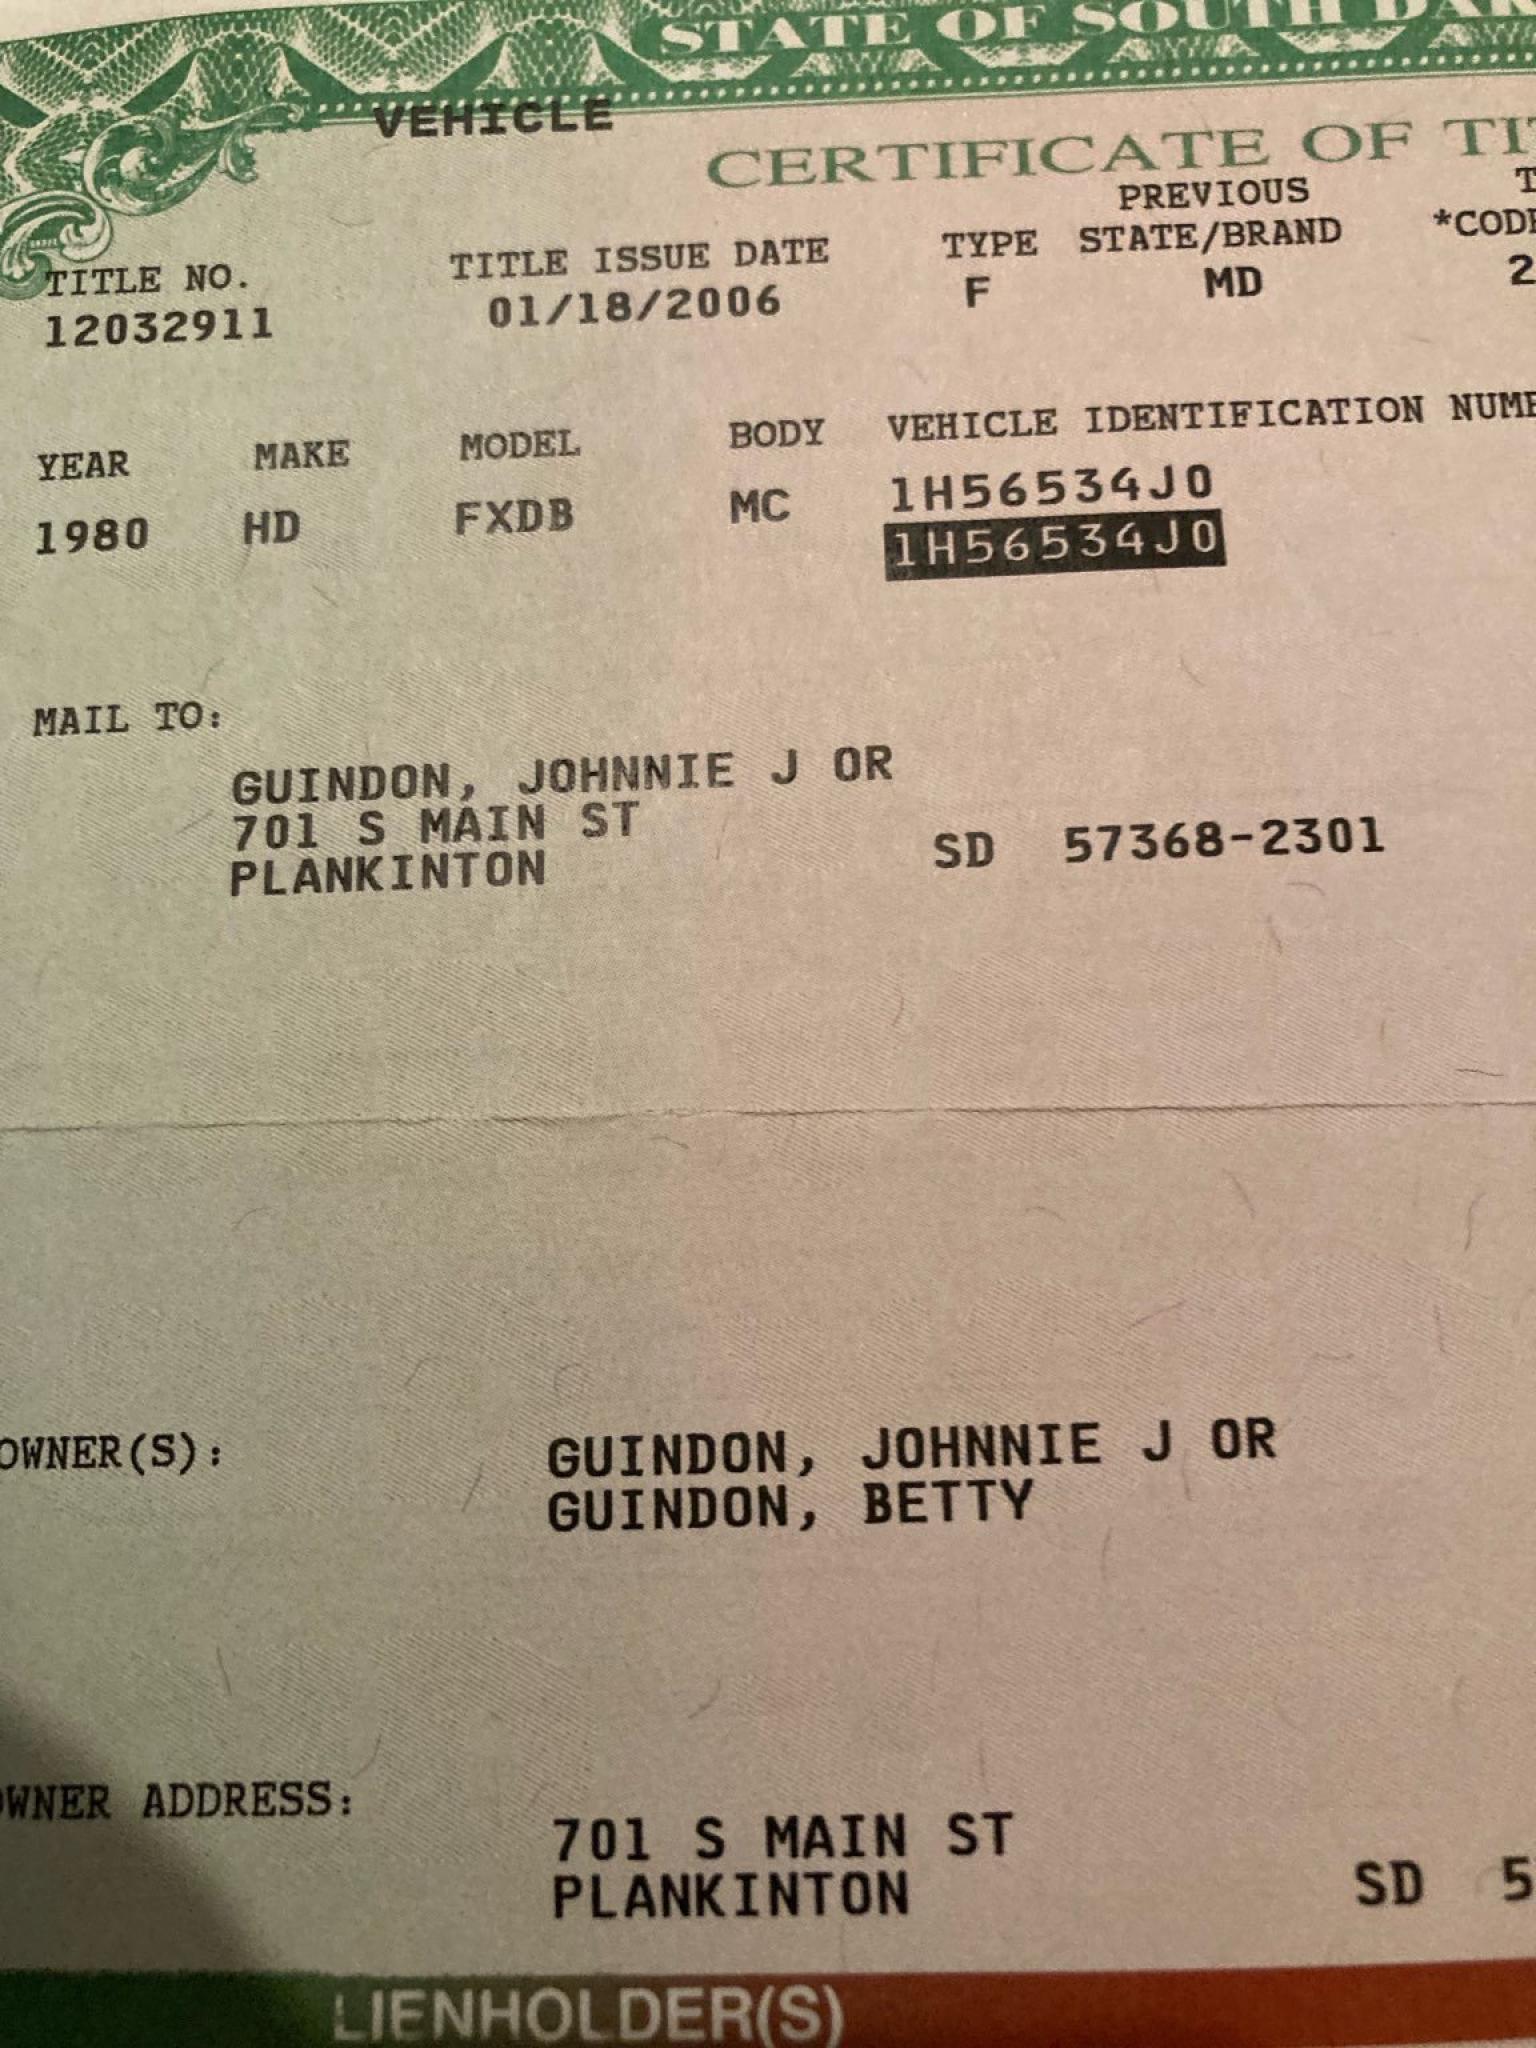 STATE OF SOUTH DAK
VEHICLE
CERTIFICATE OF TI
TITLE NO. TITLE ISSUE DATE TYPE PREVIOUS STATE/BRAND *CODE
12032911 01/18/2006 F MD 2
YEAR MAKE MODEL BODY VEHICLE IDENTIFICATION NUMB
1980 HD FXDB MC 1H56534J0
1H56534J0
MAIL TO:
GUINDON, JOHNNIE J OR
701 S MAIN ST
PLANKINTON SD 57368-2301
OWNER(S): GUINDON, JOHNNIE J OR
GUINDON, BETTY
OWNER ADDRESS:
701 S MAIN ST
PLANKINTON SD 5
LIENHOLDER(S)